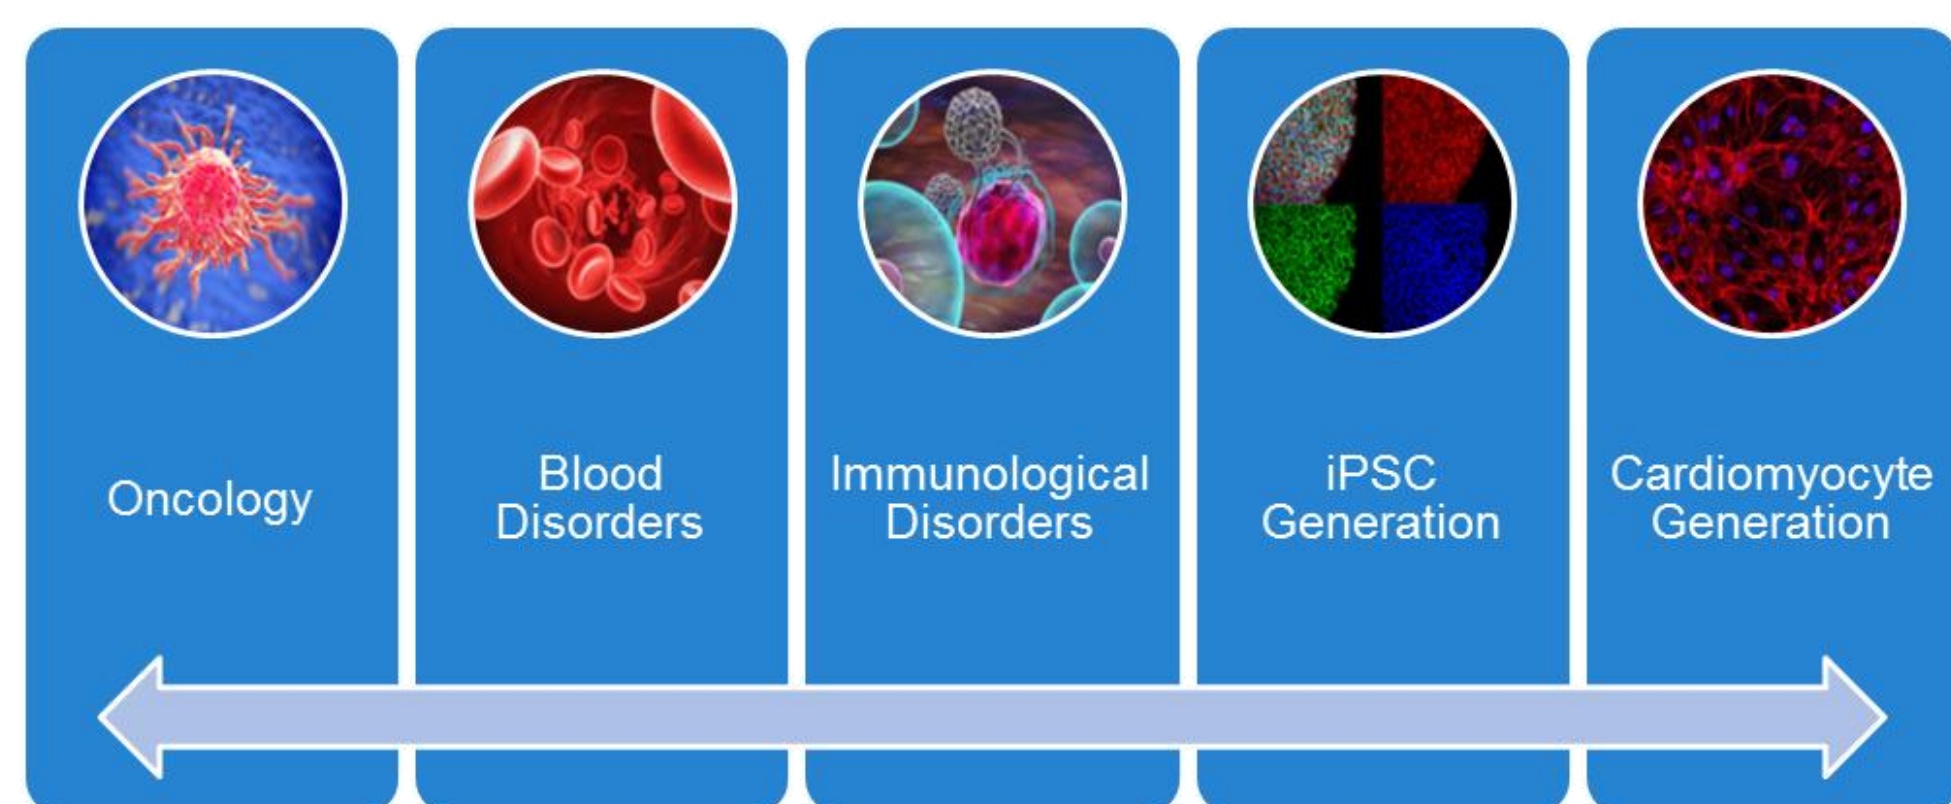 Oncology
Blood
Disorders
Immunological
Disorders
iPSC
Generation
Cardiomyocyte
Generation